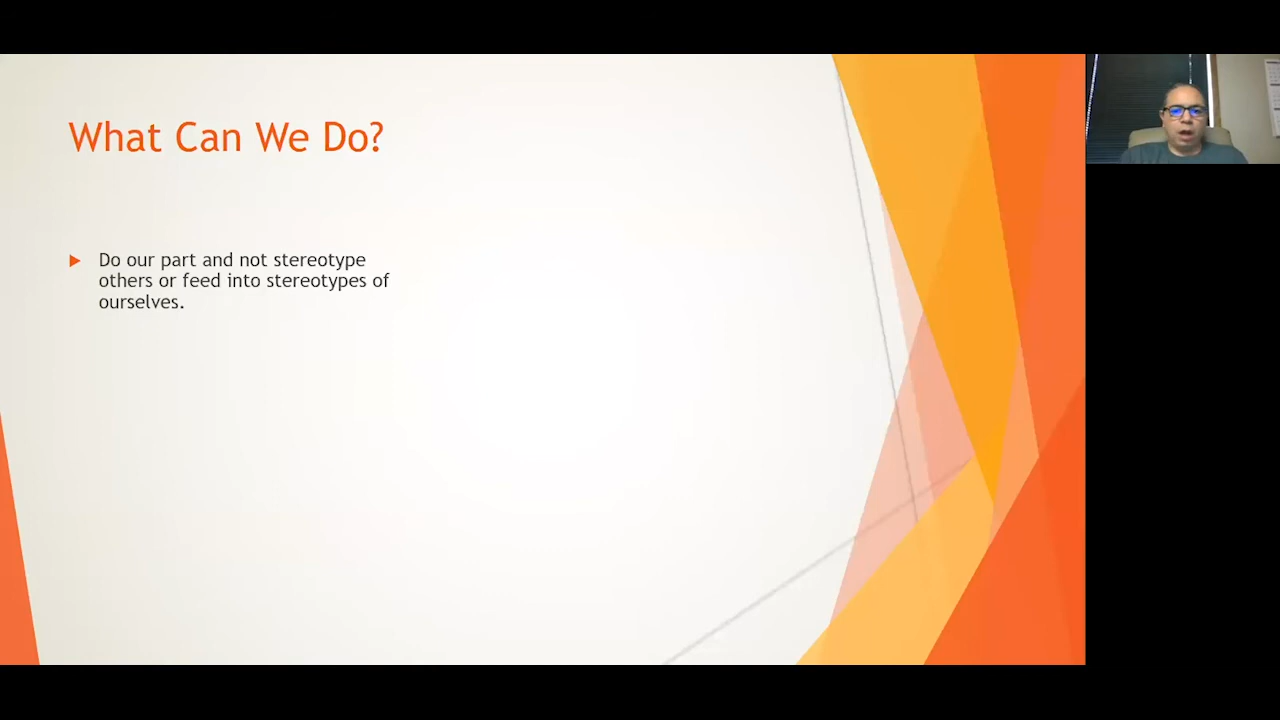 What Can We Do?
Do our part and not stereotype
others or feed into stereotypes of
ourselves.